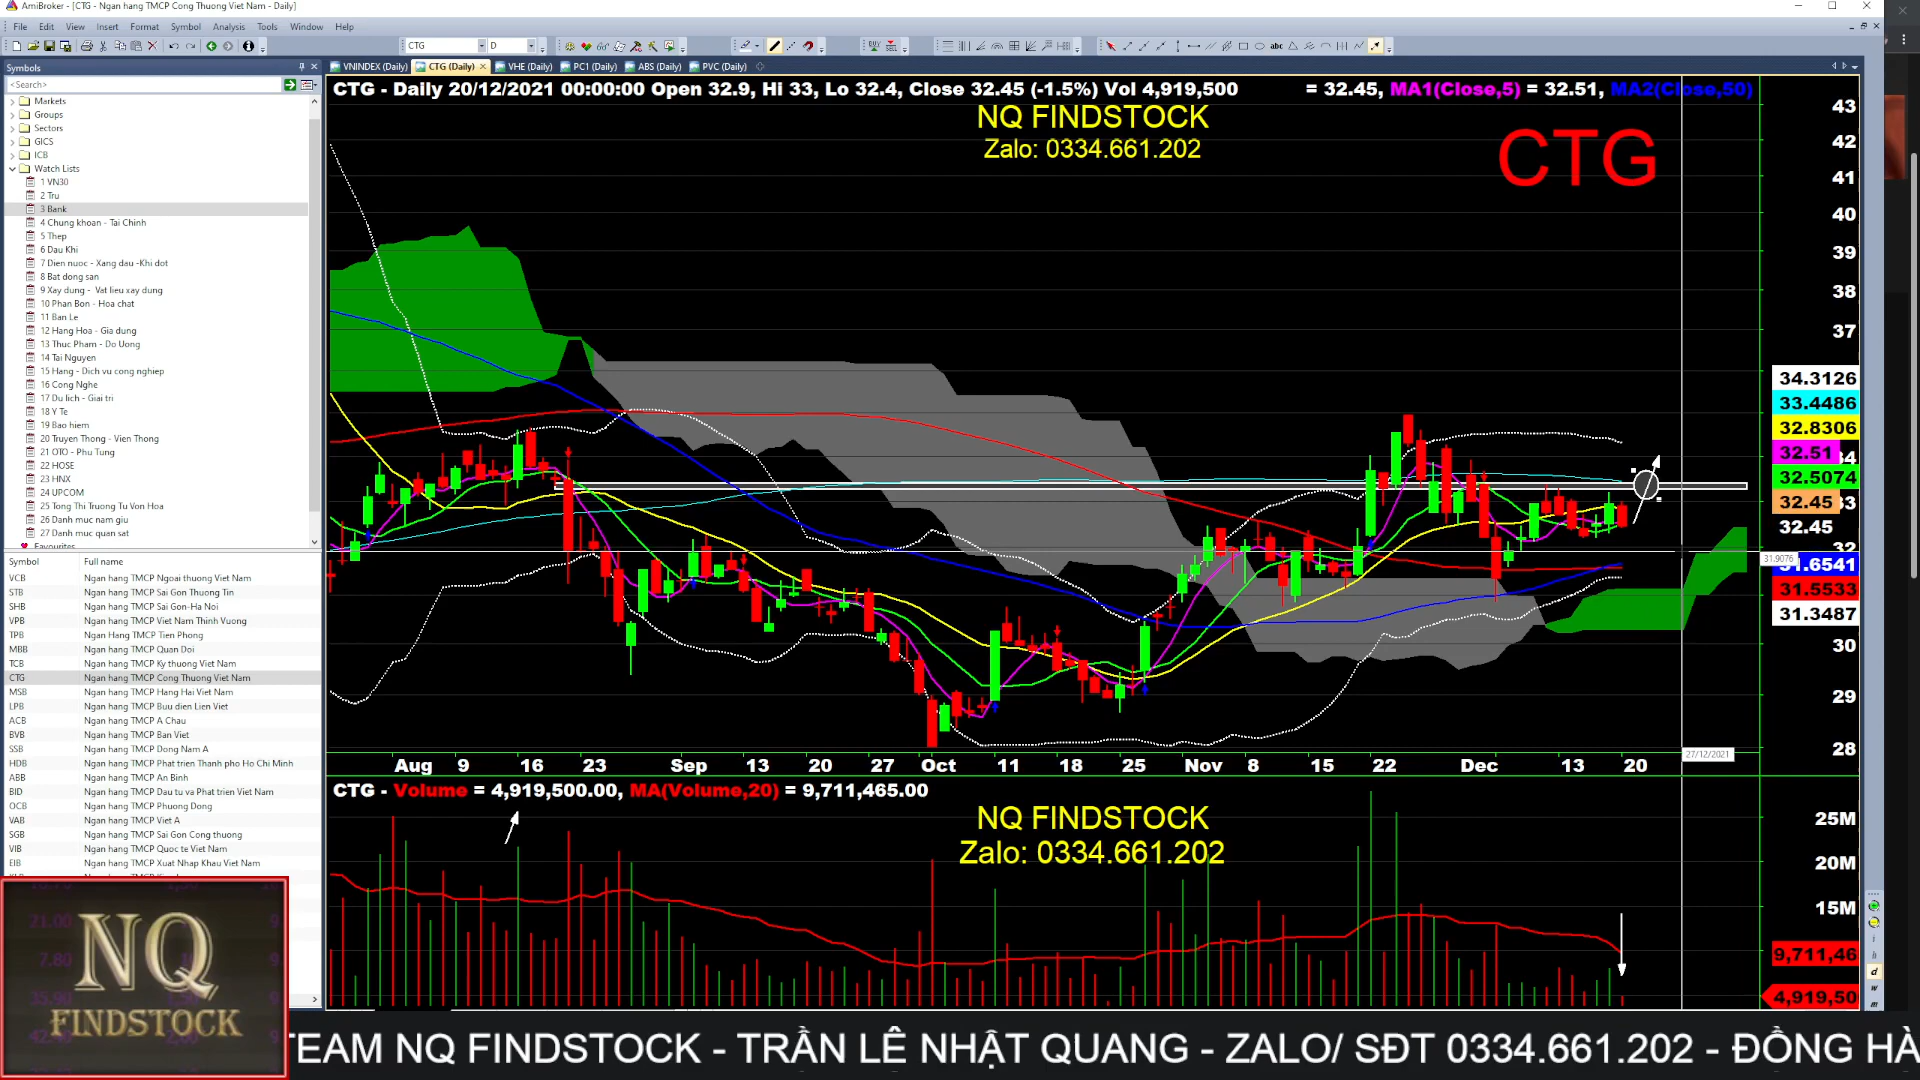 AmiBroker - [CTG - Ngan hang TMCP Cong Thuong Viet Nam - Daily]
File Edit View Insert Format Symbol Analysis Tools Window Help
CTG D
BUY
abc
Symbols
<Search>
Markets
Groups
Sectors
GICS
ICB
Watch Lists
1 VN30
2 Tru
3 Bank
4 Chung khoan - Tai Chinh
5 Thep
6 Dau Khi
7 Dien nuoc - Xang dau -Khi dot
8 Bat dong san
9 Xay dung - Vat lieu xay dung
10 Phan Bon - Hoa chat
11 Ban Le
12 Hang Hoa - Gia dung
13 Thuc Pham - Do Uong
14 Tai Nguyen
15 Hang - Dich vu cong nghiep
16 Cong Nghe
17 Du lich - Giai tri
18 Y Te
19 Bao hiem
20 Truyen Thong - Vien Thong
21 OTO - Phu Tung
22 HOSE
23 HNX
24 UPCOM
25 Tong Thi Truong Tu Von Hoa
26 Danh muc nam giu
27 Danh muc quan sat
Favourites
Symbol Full name
VCB Ngan hang TMCP Ngoai thuong Viet Nam
STB Ngan hang TMCP Sai Gon Thuong Tin
SHB Ngan hang TMCP Sai Gon-Ha Noi
VPB Ngan hang TMCP Viet Nam Thinh Vuong
TPB Ngan Hang TMCP Tien Phong
MBB Ngan hang TMCP Quan Doi
TCB Ngan hang TMCP Ky thuong Viet Nam
CTG Ngan hang TMCP Cong Thuong Viet Nam
MSB Ngan hang TMCP Hang Hai Viet Nam
LPB Ngan hang TMCP Buu dien Lien Viet
ACB Ngan hang TMCP A Chau
BVB Ngan hang TMCP Ban Viet
SSB Ngan hang TMCP Dong Nam A
HDB Ngan hang TMCP Phat trien Thanh pho Ho Chi Minh
ABB Ngan hang TMCP An Binh
BID Ngan hang TMCP Dau tu va Phat trien Viet Nam
OCB Ngan hang TMCP Phuong Dong
VAB Ngan hang TMCP Viet A
SGB Ngan hang TMCP Sai Gon Cong thuong
VIB Ngan hang TMCP Quoc te Viet Nam
EIB Ngan hang TMCP Xuat Nhap Khau Viet Nam
VNINDEX (Daily) CTG (Daily) VHE (Daily) PC1 (Daily) ABS (Daily) PVC (Daily)
CTG - Daily 20/12/2021 00:00:00 Open 32.9, Hi 33, Lo 32.4, Close 32.45 (-1.5%) Vol 4,919,500 = 32.45, MA1(Close,5) = 32.51, MA2(Close,50)
NQ FINDSTOCK
Zalo: 0334.661.202
CTG
43
42
41
40
39
38
37
34.3126
33.4486
32.8306
32.51 34
32.5074
32.45 33
32.45
32
31.9076
31.6541
31.5533
31.3487
30
29
28
27/12/2021
Aug 9 16 23 Sep 13 20 27 Oct 11 18 25 Nov 8 15 22 Dec 13 20
CTG - Volume = 4,919,500.00, MA(Volume,20) = 9,711,465.00
NQ FINDSTOCK
Zalo: 0334.661.202
25M
20M
15M
9,711,46
4,919,50
d
w
m
NQ
FINDSTOCK
TEAM NQ FINDSTOCK - TRẦN LÊ NHẬT QUANG - ZALO/ SĐT 0334.661.202 - ĐỒNG HÀ